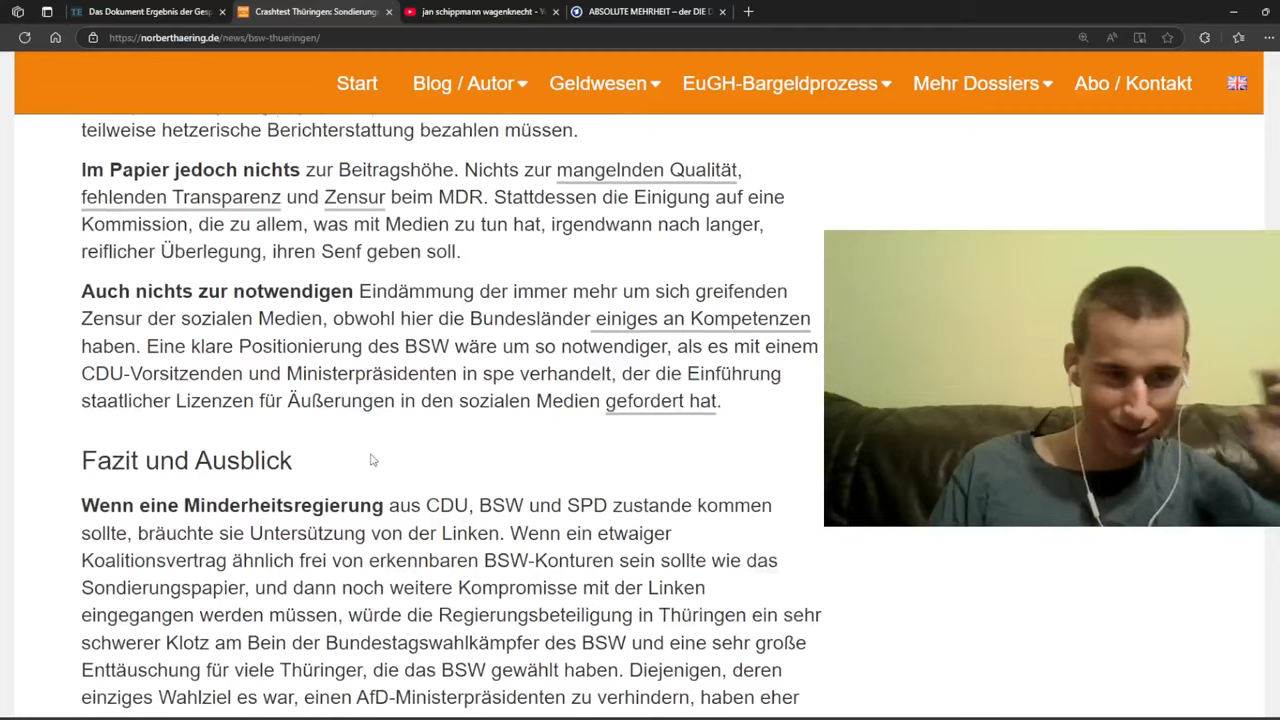 Das Dokument Ergebnis der Gesp
Crashtest Thüringen: Sondierung
jan schippmann wagenknecht -
ABSOLUTE MEHRHEIT – der DIE D
https://norberthaering.de/news/bsw-thueringen/
Start Blog / Autor Geldwesen EuGH-Bargeldprozess Mehr Dossiers Abo / Kontakt
teilweise hetzerische Berichterstattung bezahlen müssen.
Im Papier jedoch nichts zur Beitragshöhe. Nichts zur mangelnden Qualität,
fehlenden Transparenz und Zensur beim MDR. Stattdessen die Einigung auf eine
Kommission, die zu allem, was mit Medien zu tun hat, irgendwann nach langer,
reiflicher Überlegung, ihren Senf geben soll.
Auch nichts zur notwendigen Eindämmung der immer mehr um sich greifenden
Zensur der sozialen Medien, obwohl hier die Bundesländer einiges an Kompetenzen
haben. Eine klare Positionierung des BSW wäre um so notwendiger, als es mit einem
CDU-Vorsitzenden und Ministerpräsidenten in spe verhandelt, der die Einführung
staatlicher Lizenzen für Äußerungen in den sozialen Medien gefordert hat.
Fazit und Ausblick
Wenn eine Minderheitsregierung aus CDU, BSW und SPD zustande kommen
sollte, bräuchte sie Untersützung von der Linken. Wenn ein etwaiger
Koalitionsvertrag ähnlich frei von erkennbaren BSW-Konturen sein sollte wie das
Sondierungspapier, und dann noch weitere Kompromisse mit der Linken
eingegangen werden müssen, würde die Regierungsbeteiligung in Thüringen ein sehr
schwerer Klotz am Bein der Bundestagswahlkämpfer des BSW und eine sehr große
Enttäuschung für viele Thüringer, die das BSW gewählt haben. Diejenigen, deren
einziges Wahlziel es war, einen AfD-Ministerpräsidenten zu verhindern, haben eher